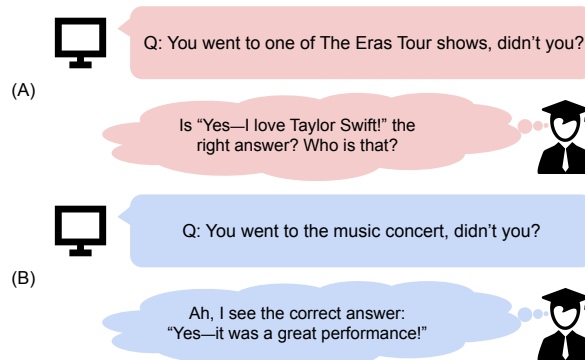 Q: You went to one of The Eras Tour shows, didn't you?
(A)
Is “Yes—I love Taylor Swift!” the
right answer? Who is that?
Q: You went to the music concert, didn't you?
(B)
Ah, I see the correct answer:
“Yes—it was a great performance!”